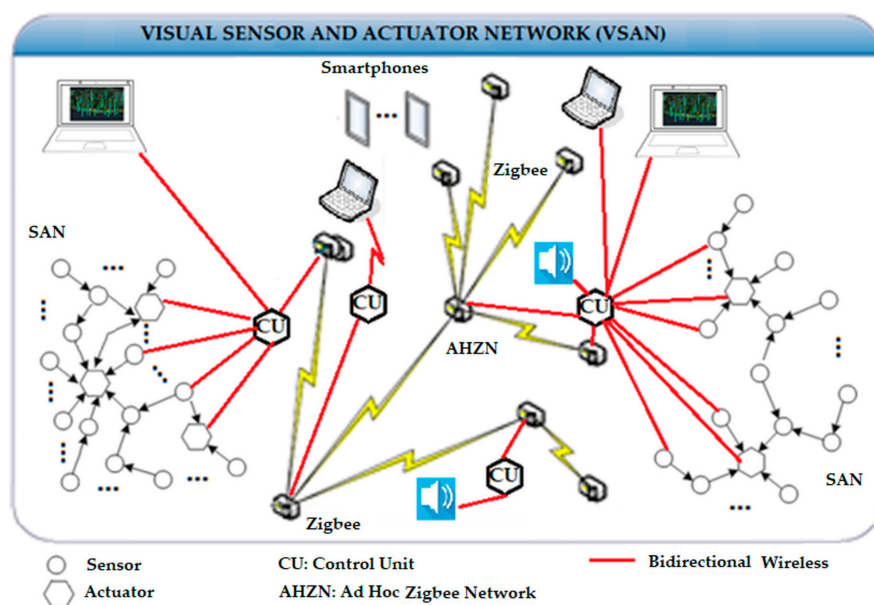 VISUAL SENSOR AND ACTUATOR NETWORK (VSAN)
Smartphones
Zigbee
SAN
CU
CU
CU
AHZN
CU
SAN
Zigbee
Sensor
CU: Control Unit
Bidirectional Wireless
Actuator
AHZN: Ad Hoc Zigbee Network